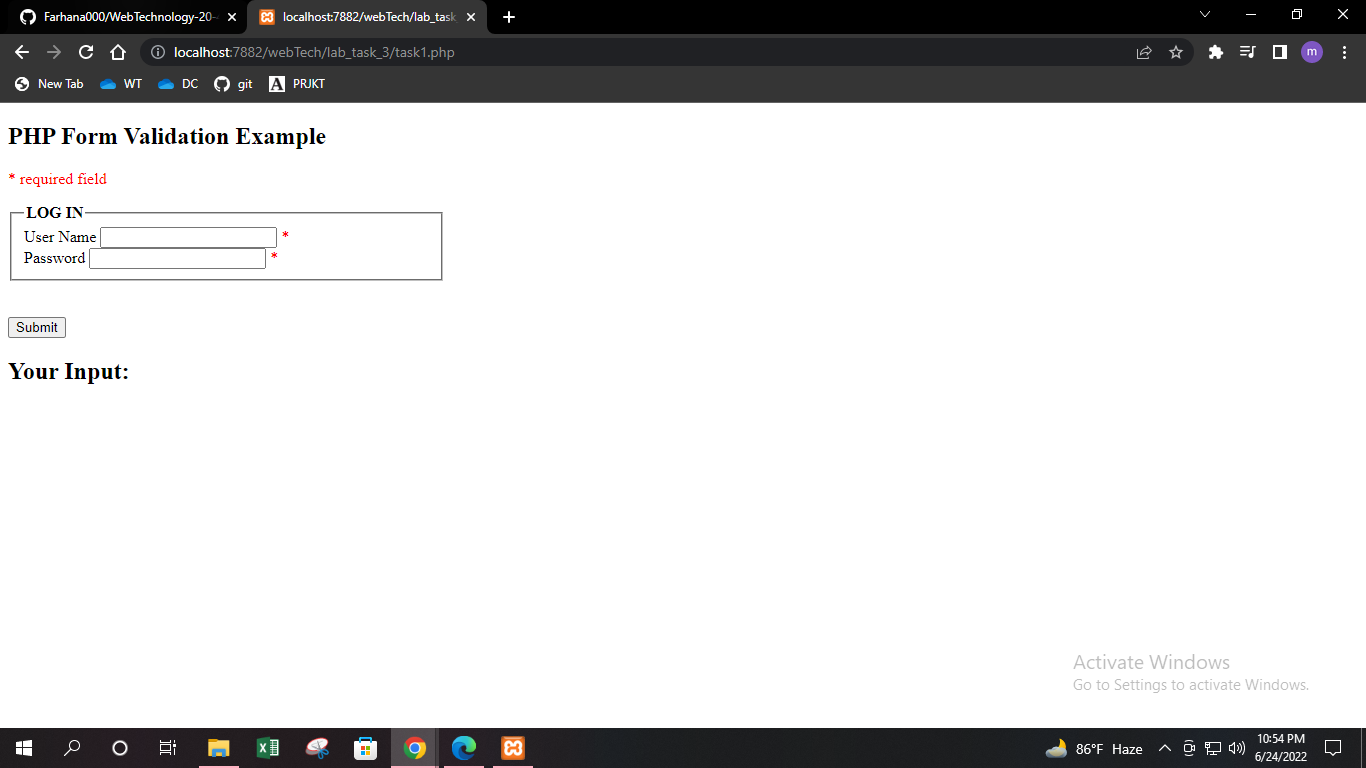 Farhana000/WebTechnology-20-
localhost:7882/webTech/lab_task
localhost:7882/webTech/lab_task_3/task1.php
m
New Tab WT DC git A PRJKT
PHP Form Validation Example
* required field
LOG IN
User Name *
Password *
Submit
Your Input:
Activate Windows
Go to Settings to activate Windows.
86°F Haze
10:54 PM
6/24/2022